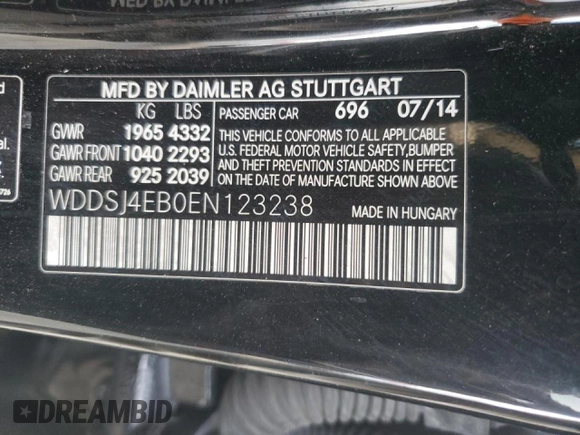 MFD BY DAIMLER AG STUTTGART
KG LBS PASSENGER CAR 696 07/14
GVWR 1965 4332 THIS VEHICLE CONFORMS TO ALL APPLICABLE
GAWR FRONT 1040 2293 U.S. FEDERAL MOTOR VEHICLE SAFETY,BUMPER
AND THEFT PREVENTION STANDARDS IN EFFECT
GAWR REAR 925 2039 ON THE DATE OF MANUFACTURE SHOWN ABOVE.
WDDSJ4EB0EN123238 MADE IN HUNGARY
DREAMBID